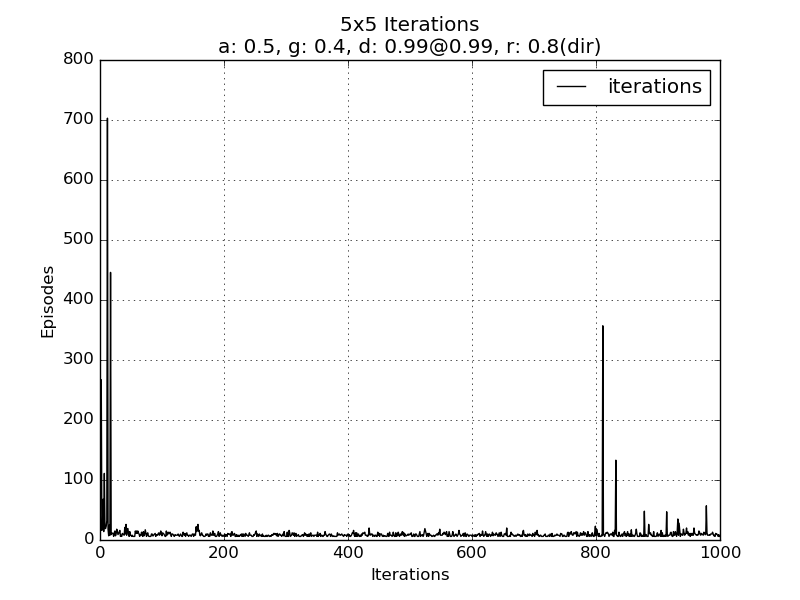 5x5 Iterations
a: 0.5, g: 0.4, d: 0.99@0.99, r: 0.8(dir)
iterations
800
700
600
500
400
300
200
100
0
Episodes
0 200 400 600 800 1000
Iterations